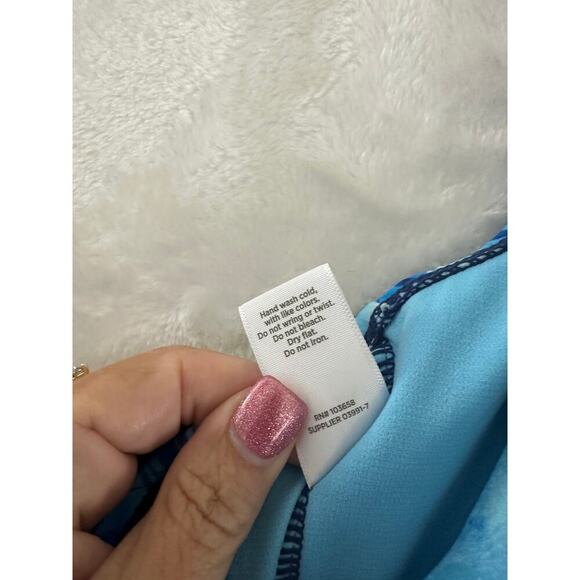 Hand wash cold,
with like colors.
Do not wring or twist.
Do not bleach.
Dry flat.
Do not iron.
RN# 103658
SUPPLIER 03991-7